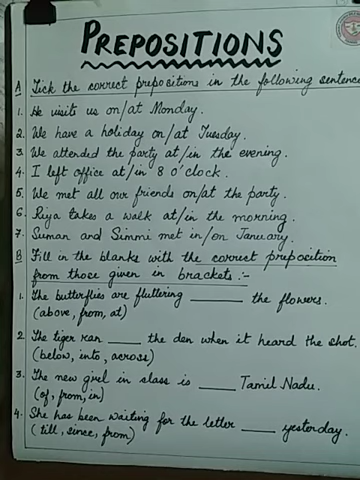 PREPOSITIONS
A Tick the correct prepositions in the following sentence
1. He visits us on/at Monday.
2. We have a holiday on/at Tuesday.
3. We attended the party at/in the evening.
4. I left office at/in 8 o'clock.
5. We met all our friends on/at the party.
6. Riya takes a walk at/in the morning.
7. Suman and Simmi met in/on January.
B Fill in the blanks with the correct preposition
from those given in brackets:-
1. The butterflies are fluttering ______ the flowers.
(above, from, at)
2. The tiger ran ____ the den when it heard the shot.
(below, into, across)
3. The new girl in class is ____ Tamil Nadu.
(of, from, in)
4. She has been waiting for the letter ____ yesterday.
(till, since, from)